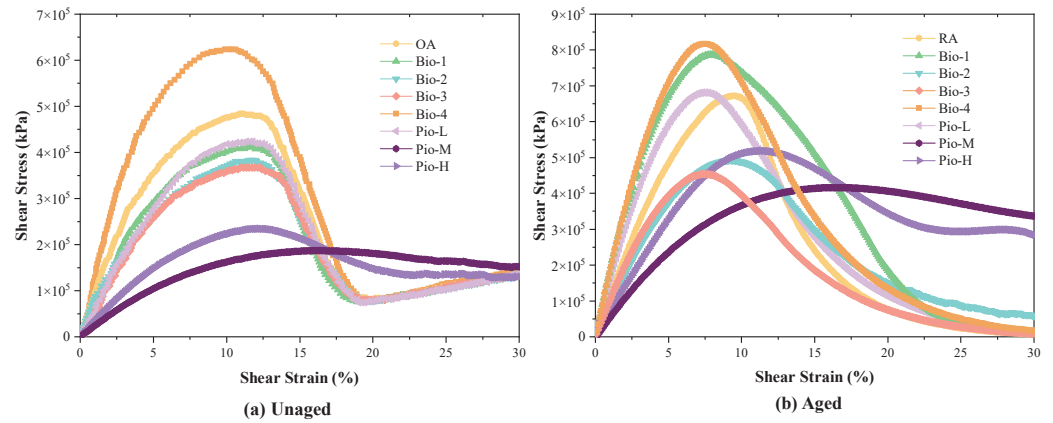 7×10⁵
6×10⁵
5×10⁵
4×10⁵
3×10⁵
2×10⁵
1×10⁵
0
Shear Stress (kPa)
OA
Bio-1
Bio-2
Bio-3
Bio-4
Pio-L
Pio-M
Pio-H
0 5 10 15 20 25 30
Shear Strain (%)
(a) Unaged
9×10⁵
8×10⁵
7×10⁵
6×10⁵
5×10⁵
4×10⁵
3×10⁵
2×10⁵
1×10⁵
0
Shear Stress (kPa)
RA
Bio-1
Bio-2
Bio-3
Bio-4
Pio-L
Pio-M
Pio-H
0 5 10 15 20 25 30
Shear Strain (%)
(b) Aged